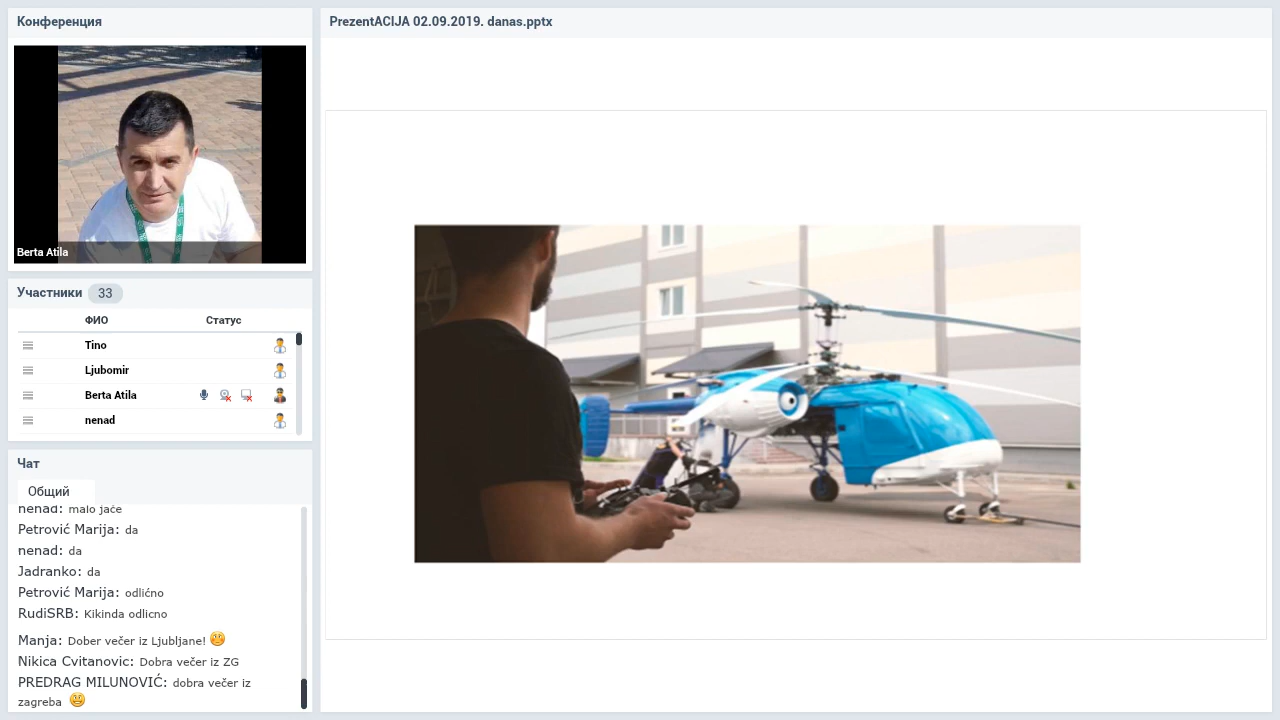 Конференция
Berta Atila
Участники 33
ФИО Статус
Tino
Ljubomir
Berta Atila
nenad
Чат
Общий
nenad: malo jaće
Petrović Marija: da
nenad: da
Jadranko: da
Petrović Marija: odlićno
RudiSRB: Kikinda odlicno
Manja: Dober večer iz Ljubljane!
Nikica Cvitanovic: Dobra večer iz ZG
PREDRAG MILUNOVIĆ: dobra večer iz
zagreba
PrezentACIJA 02.09.2019. danas.pptx